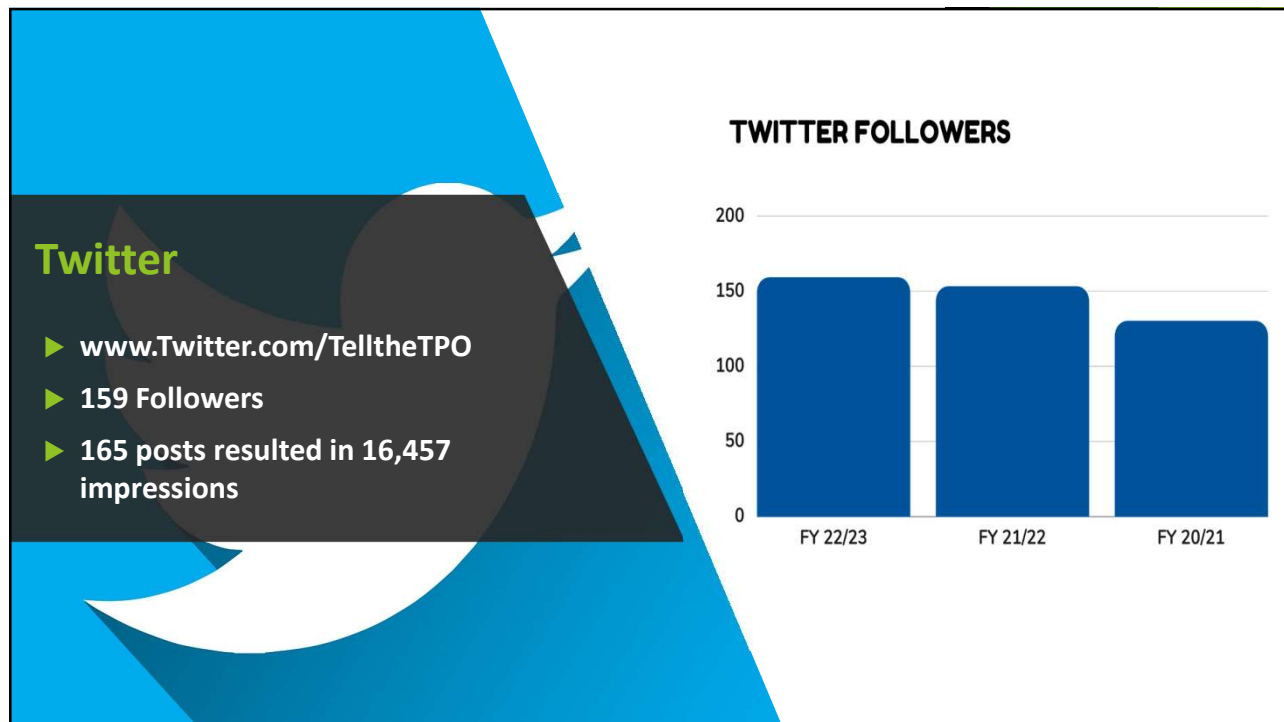 Twitter
www.Twitter.com/TelltheTPO
159 Followers
165 posts resulted in 16,457
impressions
TWITTER FOLLOWERS
200
150
100
50
0
FY 22/23
FY 21/22
FY 20/21